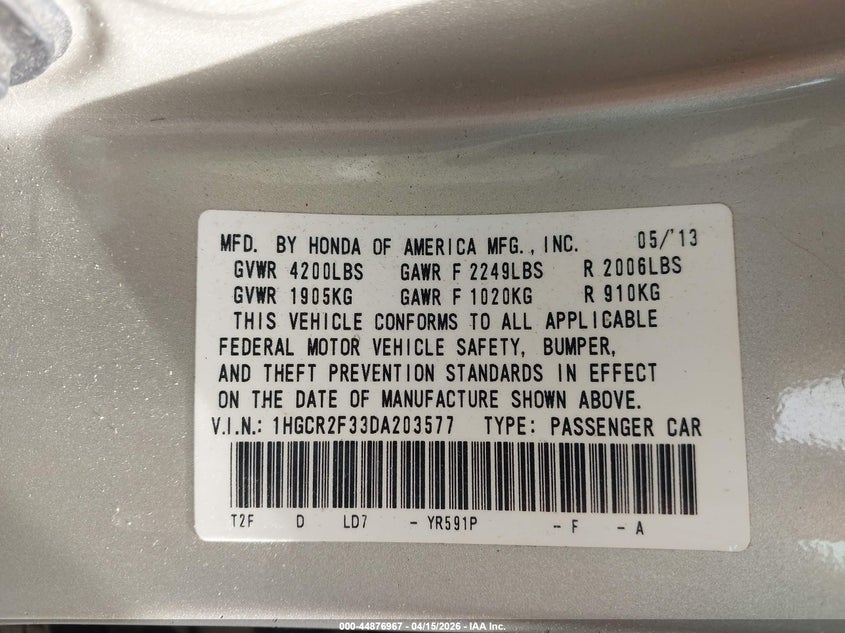 MFD. BY HONDA OF AMERICA MFG., INC. 05/'13
GVWR 4200LBS GAWR F 2249LBS R 2006LBS
GVWR 1905KG GAWR F 1020KG R 910KG
THIS VEHICLE CONFORMS TO ALL APPLICABLE
FEDERAL MOTOR VEHICLE SAFETY, BUMPER,
AND THEFT PREVENTION STANDARDS IN EFFECT
ON THE DATE OF MANUFACTURE SHOWN ABOVE.
V.I.N.: 1HGCR2F33DA203577 TYPE: PASSENGER CAR
T2F D LD7 - YR591P - F - A
000-44876967 - 04/15/2026 - IAA Inc.